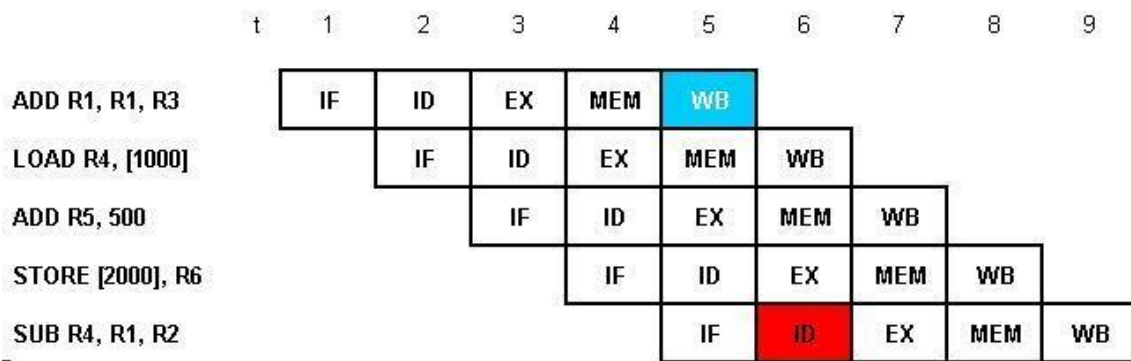 t 1 2 3 4 5 6 7 8 9
ADD R1, R1, R3 IF ID EX MEM WB
LOAD R4, [1000] IF ID EX MEM WB
ADD R5, 500 IF ID EX MEM WB
STORE [2000], R6 IF ID EX MEM WB
SUB R4, R1, R2 IF ID EX MEM WB